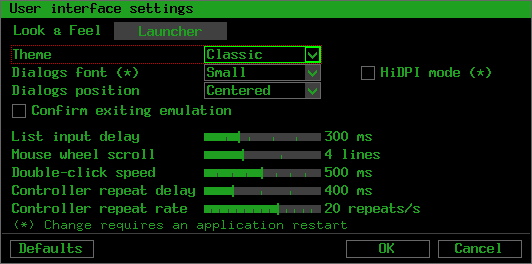 User interface settings
Look & Feel Launcher
Theme Classic
Dialogs font (*) Small HiDPI mode (*)
Dialogs position Centered
Confirm exiting emulation
List input delay 300 ms
Mouse wheel scroll 4 lines
Double-click speed 500 ms
Controller repeat delay 400 ms
Controller repeat rate 20 repeats/s
(*) Change requires an application restart
Defaults OK Cancel